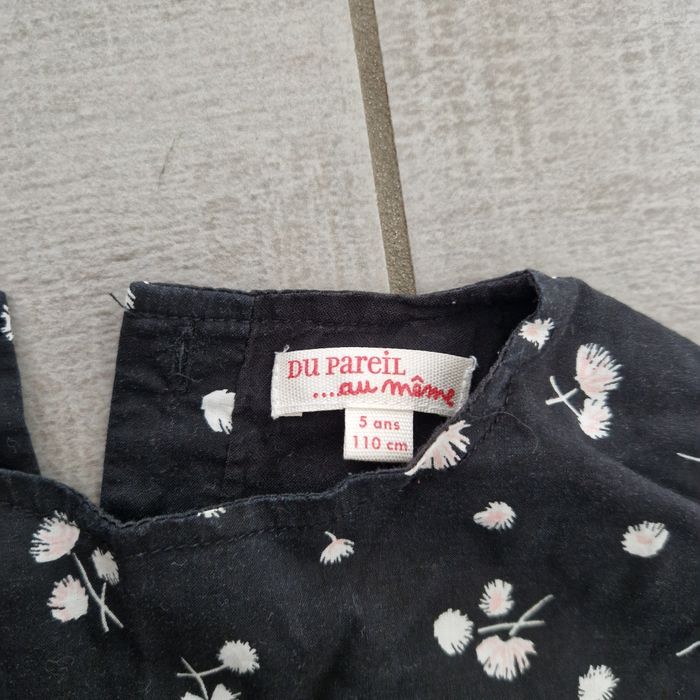 DU PAREIL
...au même
5 ans
110 cm